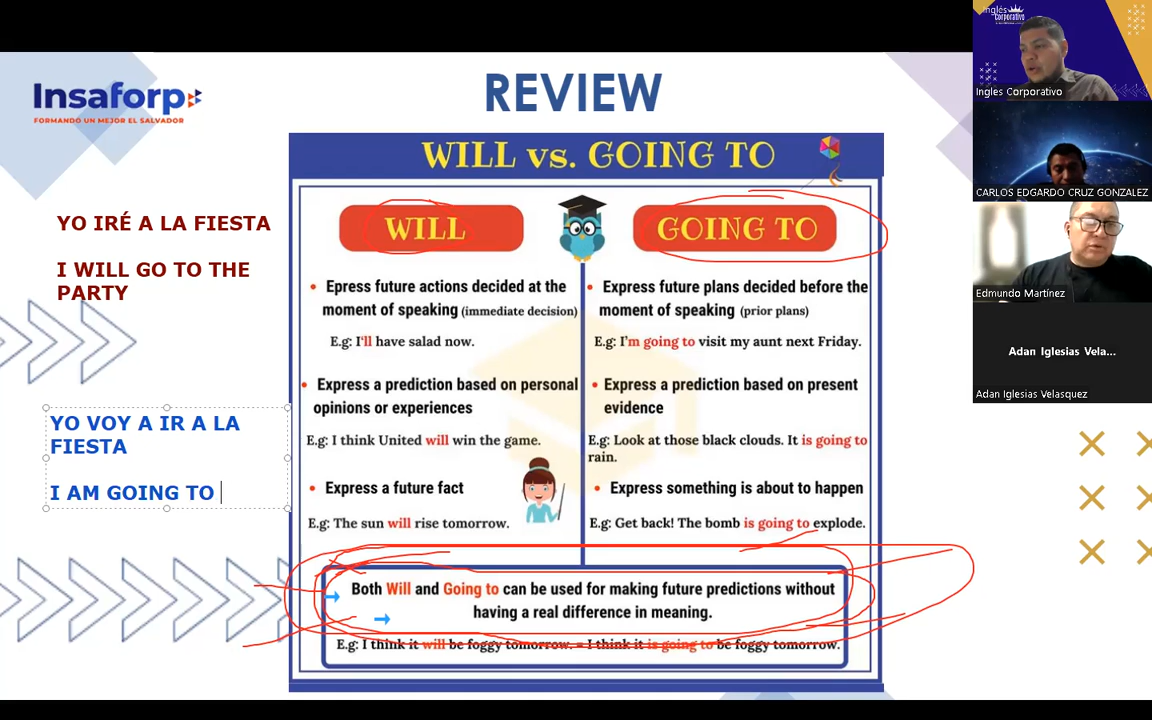 Insaforp
FORMANDO UN MEJOR EL SALVADOR
REVIEW
YO IRÉ A LA FIESTA
I WILL GO TO THE
PARTY
YO VOY A IR A LA
FIESTA
I AM GOING TO
WILL vs. GOING TO
WILL
Epress future actions decided at the
moment of speaking (immediate decision)
E.g: I'll have salad now.
Express a prediction based on personal
opinions or experiences
E.g: I think United will win the game.
Express a future fact
E.g: The sun will rise tomorrow.
GOING TO
Express future plans decided before the
moment of speaking (prior plans)
E.g: I'm going to visit my aunt next Friday.
Express a prediction based on present
evidence
E.g: Look at those black clouds. It is going to
rain.
Express something is about to happen
E.g: Get back! The bomb is going to explode.
Both Will and Going to can be used for making future predictions without
having a real difference in meaning.
E.g: I think it will be foggy tomorrow. = I think it is going to be foggy tomorrow.
Inglés
Corporativo
Ingles Corporativo
CARLOS EDGARDO CRUZ GONZALEZ
Edmundo Martínez
Adan Iglesias Vela...
Adan Iglesias Velasquez